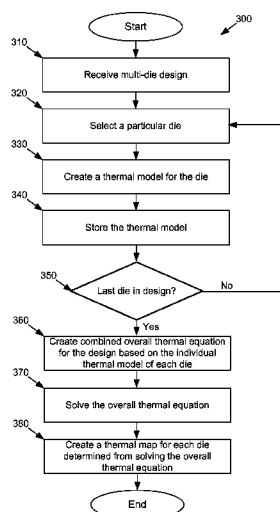 Start
300
310
Receive multi-die design
320
Select a particular die
330
Create a thermal model for the die
340
Store the thermal model
350
Last die in design?
No
Yes
360
Create combined overall thermal equation
for the design based on the individual
thermal model of each die
370
Solve the overall thermal equation
380
Create a thermal map for each die
determined from solving the overall
thermal equation
End